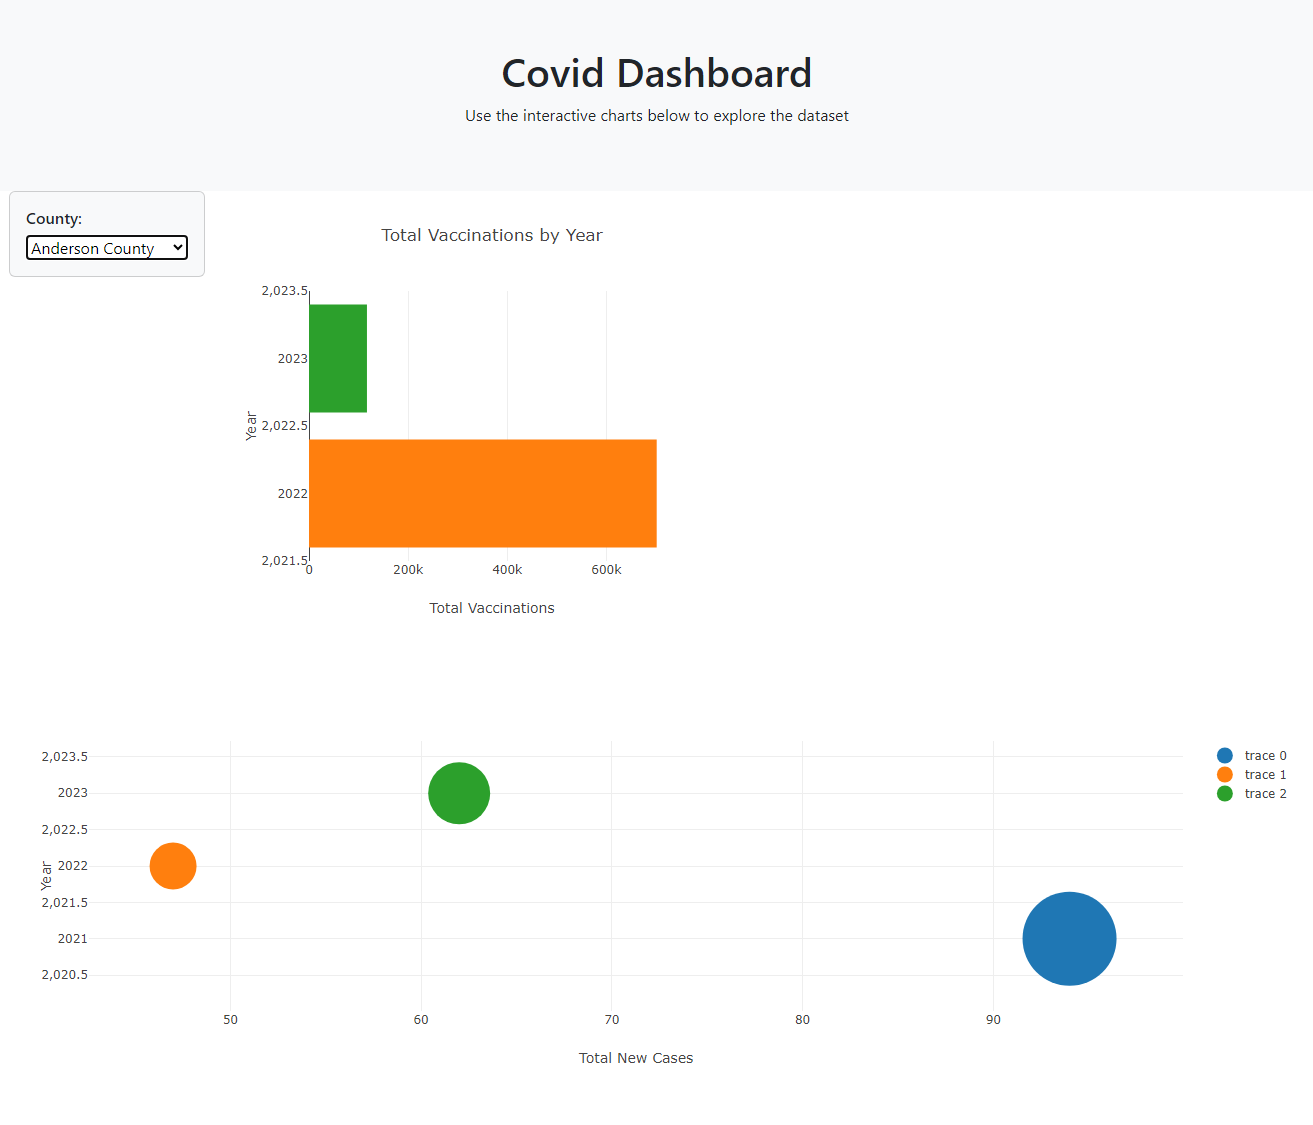 Covid Dashboard
Use the interactive charts below to explore the dataset
County:
Anderson County
Total Vaccinations by Year
2,023.5
2023
2,022.5
2022
2,021.5
Year
0 200k 400k 600k
Total Vaccinations
2,023.5
2023
2,022.5
2022
2,021.5
2021
2,020.5
Year
50 60 70 80 90
Total New Cases
trace 0
trace 1
trace 2